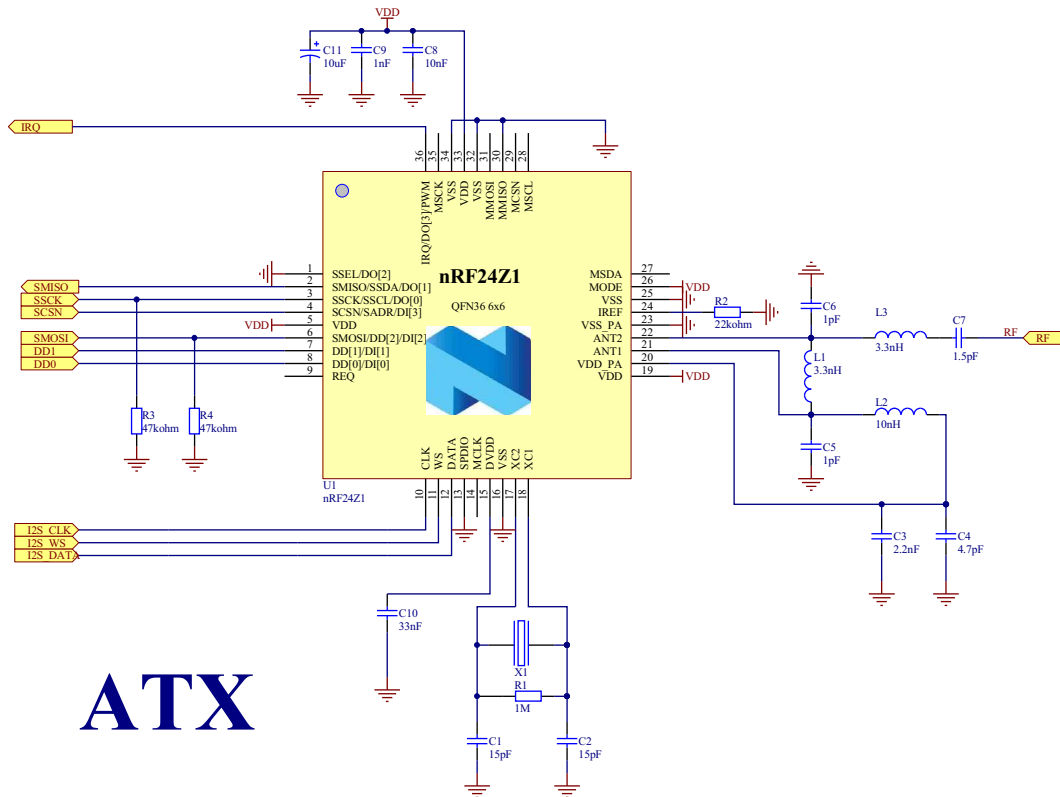 VDD
C11
10uF
C9
1nF
C8
10nF
IRQ
36
35
34
33
32
31
30
29
28
IRQ/DO[3]/PWM
MSCK
VSS
VDD
VSS
MMOSI
MMISO
MCSN
MSCL
nRF24Z1
QFN36 6x6
1
SSEL/DO[2]
SMISO
2
SMISO/SSDA/DO[1]
SSCK
3
SSCK/SSCL/DO[0]
SCSN
4
SCSN/SADR/DI[3]
VDD
5
VDD
SMOSI
6
SMOSI/DD[2]/DI[2]
DD1
7
DD[1]/DI[1]
DD0
8
DD[0]/DI[0]
9
REQ
MSDA
27
MODE
26
VDD
VSS
25
IREF
24
R2
22kohm
VSS_PA
23
ANT2
22
ANT1
21
VDD_PA
20
VDD
19
VDD
C6
1pF
L3
3.3nH
C7
1.5pF
RF
RF
L1
3.3nH
L2
10nH
C5
1pF
R3
47kohm
R4
47kohm
CLK
WS
DATA
SPDIO
MCLK
DVDD
VSS
XC2
XC1
10
11
12
13
14
15
16
17
18
U1
nRF24Z1
I2S_CLK
I2S_WS
I2S_DATA
C3
2.2nF
C4
4.7pF
C10
33nF
X1
R1
1M
C1
15pF
C2
15pF
ATX